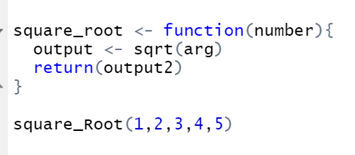 square_root <- function(number){
  output <- sqrt(arg)
  return(output2)
}
square_Root(1,2,3,4,5)